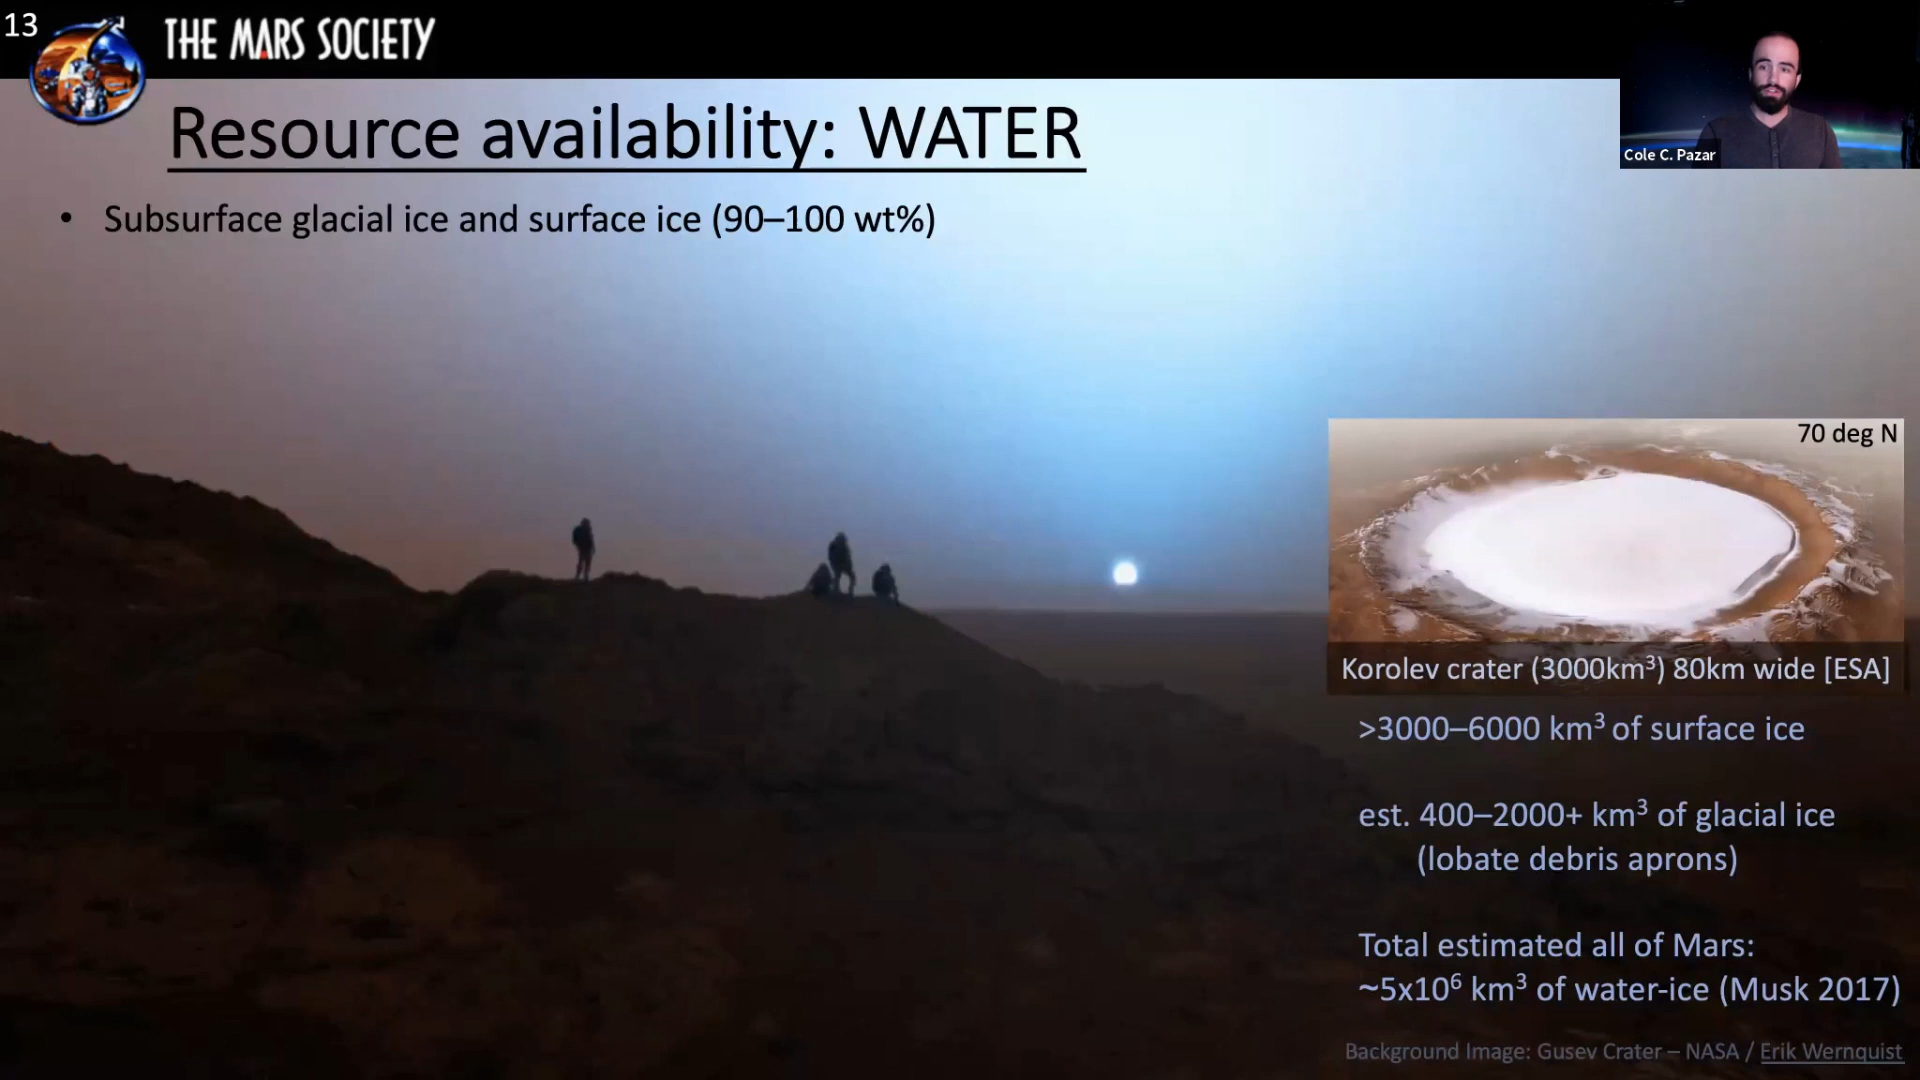 13
THE MARS SOCIETY
Cole C. Pazar
Resource availability: WATER
• Subsurface glacial ice and surface ice (90–100 wt%)
70 deg N
Korolev crater (3000km³) 80km wide [ESA]
>3000–6000 km³ of surface ice
est. 400–2000+ km³ of glacial ice
(lobate debris aprons)
Total estimated all of Mars:
~5x10⁶ km³ of water-ice (Musk 2017)
Background Image: Gusev Crater – NASA / Erik Wernquist